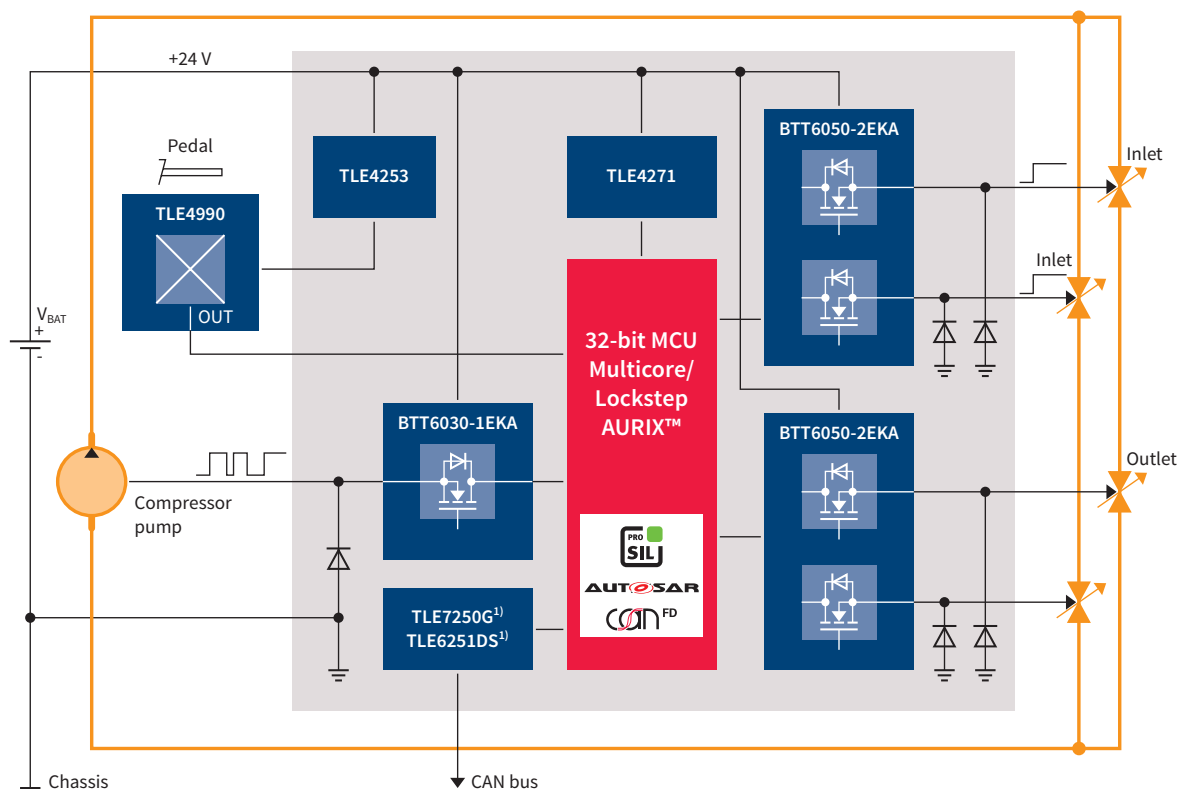 +24 V
Pedal
TLE4990
OUT
V_BAT
+
-
TLE4253
TLE4271
BTT6050-2EKA
Inlet
Inlet
32-bit MCU
Multicore/
Lockstep
AURIX™
BTT6030-1EKA
BTT6050-2EKA
Outlet
Compressor
pump
PRO
SIL
AUTOSAR
CAN FD
TLE7250G¹⁾
TLE6251DS¹⁾
Chassis
CAN bus